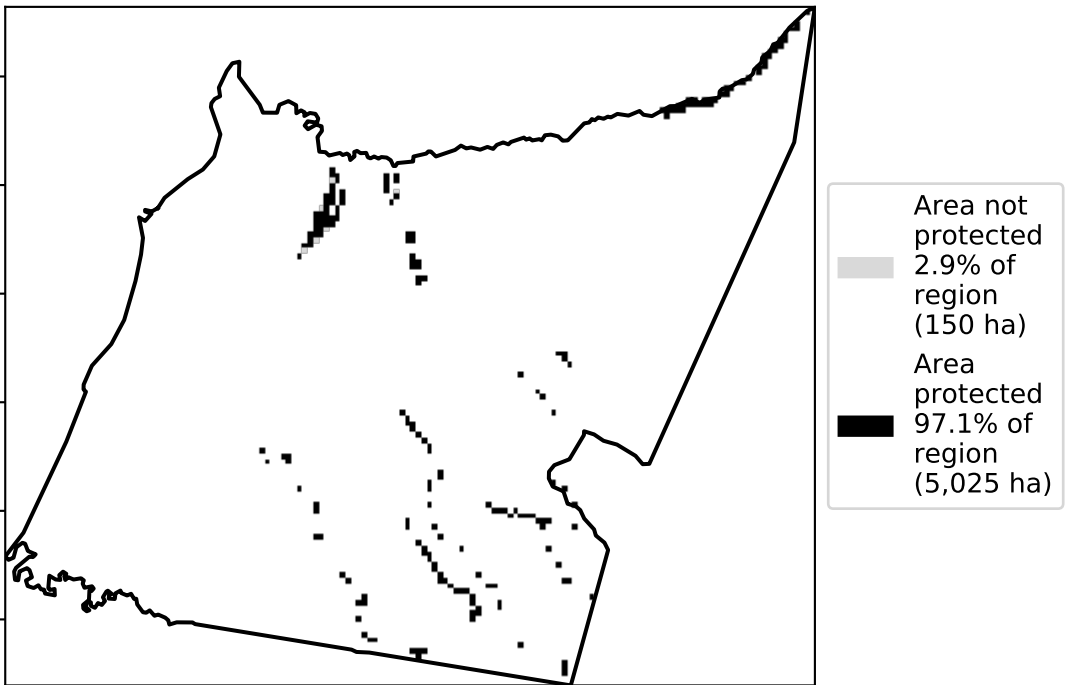 Area not
protected
2.9% of
region
(150 ha)
Area
protected
97.1% of
region
(5,025 ha)